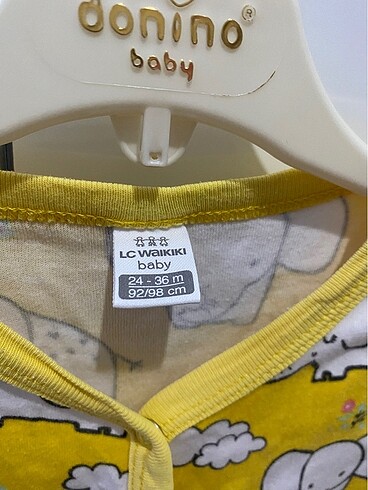 donino®
baby
LC WAIKIKI
baby
24 - 36 m
92/98 cm